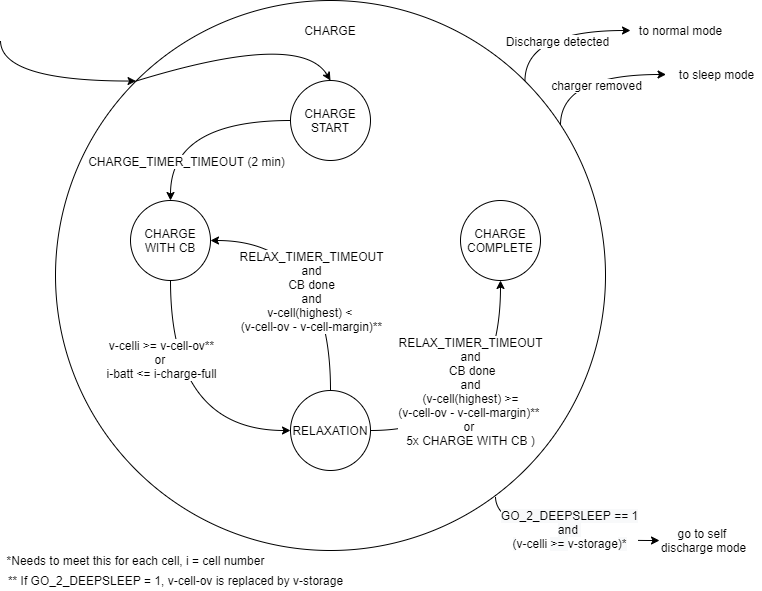 CHARGE
Discharge detected
to normal mode
charger removed
to sleep mode
CHARGE
START
CHARGE_TIMER_TIMEOUT (2 min)
CHARGE
WITH CB
CHARGE
COMPLETE
RELAX_TIMER_TIMEOUT
and
CB done
and
v-cell(highest) <
(v-cell-ov - v-cell-margin)**
v-celli >= v-cell-ov**
or
i-batt <= i-charge-full
RELAX_TIMER_TIMEOUT
and
CB done
and
(v-cell(highest) >=
(v-cell-ov - v-cell-margin)**
or
5x CHARGE WITH CB )
RELAXATION
GO_2_DEEPSLEEP == 1
and
(v-celli >= v-storage)*
go to self
discharge mode
*Needs to meet this for each cell, i = cell number
** If GO_2_DEEPSLEEP = 1, v-cell-ov is replaced by v-storage